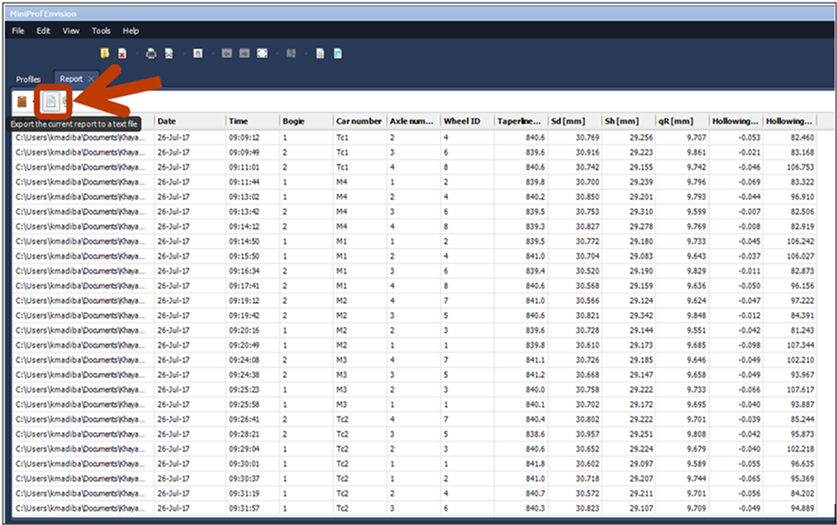 MiniProf Envision
File Edit View Tools Help
Profiles Report
Export the current report to a text file
Date Time Bogie Car number Axle num... Wheel ID Taperline... Sd [mm] Sh [mm] qR [mm] Hollowing... Hollowing...
C:\Users\kmadiba\Documents\Khaya... 26-Jul-17 09:09:12 1 Tc1 2 4 840.6 30.769 29.256 9.707 -0.053 82.460
C:\Users\kmadiba\Documents\Khaya... 26-Jul-17 09:09:49 2 Tc1 3 6 839.6 30.916 29.223 9.861 -0.021 83.168
C:\Users\kmadiba\Documents\Khaya... 26-Jul-17 09:11:01 2 Tc1 4 8 840.6 30.742 29.155 9.742 -0.046 106.753
C:\Users\kmadiba\Documents\Khaya... 26-Jul-17 09:11:44 1 M4 1 2 839.8 30.700 29.239 9.796 -0.069 83.322
C:\Users\kmadiba\Documents\Khaya... 26-Jul-17 09:13:02 1 M4 2 4 840.2 30.850 29.201 9.793 -0.044 96.910
C:\Users\kmadiba\Documents\Khaya... 26-Jul-17 09:13:42 2 M4 3 6 839.5 30.753 29.310 9.599 -0.007 82.506
C:\Users\kmadiba\Documents\Khaya... 26-Jul-17 09:14:12 2 M4 4 8 839.3 30.827 29.278 9.769 -0.008 82.919
C:\Users\kmadiba\Documents\Khaya... 26-Jul-17 09:14:50 1 M1 1 2 839.5 30.772 29.180 9.733 -0.045 106.242
C:\Users\kmadiba\Documents\Khaya... 26-Jul-17 09:15:50 1 M1 2 4 841.0 30.704 29.083 9.643 -0.037 106.027
C:\Users\kmadiba\Documents\Khaya... 26-Jul-17 09:16:34 2 M1 3 6 839.4 30.520 29.190 9.829 -0.011 82.873
C:\Users\kmadiba\Documents\Khaya... 26-Jul-17 09:17:41 2 M1 4 8 840.6 30.568 29.159 9.636 -0.050 96.156
C:\Users\kmadiba\Documents\Khaya... 26-Jul-17 09:19:12 2 M2 4 7 841.0 30.566 29.124 9.624 -0.047 97.222
C:\Users\kmadiba\Documents\Khaya... 26-Jul-17 09:19:42 2 M2 3 5 840.6 30.821 29.342 9.848 -0.012 84.391
C:\Users\kmadiba\Documents\Khaya... 26-Jul-17 09:20:16 1 M2 2 3 839.6 30.728 29.144 9.551 -0.042 81.243
C:\Users\kmadiba\Documents\Khaya... 26-Jul-17 09:20:49 1 M2 1 1 839.8 30.610 29.173 9.685 -0.098 107.344
C:\Users\kmadiba\Documents\Khaya... 26-Jul-17 09:24:08 2 M3 4 7 841.1 30.726 29.185 9.646 -0.049 102.210
C:\Users\kmadiba\Documents\Khaya... 26-Jul-17 09:24:38 2 M3 3 5 841.2 30.668 29.147 9.658 -0.049 93.967
C:\Users\kmadiba\Documents\Khaya... 26-Jul-17 09:25:23 1 M3 2 3 840.0 30.758 29.222 9.733 -0.066 107.617
C:\Users\kmadiba\Documents\Khaya... 26-Jul-17 09:25:58 1 M3 1 1 840.1 30.702 29.172 9.695 -0.040 93.887
C:\Users\kmadiba\Documents\Khaya... 26-Jul-17 09:26:41 2 Tc2 4 7 840.4 30.802 29.222 9.701 -0.039 85.244
C:\Users\kmadiba\Documents\Khaya... 26-Jul-17 09:28:21 2 Tc2 3 5 838.6 30.957 29.251 9.808 -0.042 95.873
C:\Users\kmadiba\Documents\Khaya... 26-Jul-17 09:29:04 1 Tc2 2 3 840.6 30.652 29.224 9.679 -0.040 102.218
C:\Users\kmadiba\Documents\Khaya... 26-Jul-17 09:30:01 1 Tc2 1 1 841.8 30.602 29.097 9.589 -0.055 96.635
C:\Users\kmadiba\Documents\Khaya... 26-Jul-17 09:30:37 1 Tc2 1 2 841.0 30.718 29.207 9.744 -0.065 95.369
C:\Users\kmadiba\Documents\Khaya... 26-Jul-17 09:31:19 1 Tc2 2 4 840.7 30.572 29.211 9.701 -0.056 84.202
C:\Users\kmadiba\Documents\Khaya... 26-Jul-17 09:31:57 2 Tc2 3 6 840.3 30.823 29.107 9.709 -0.049 94.889